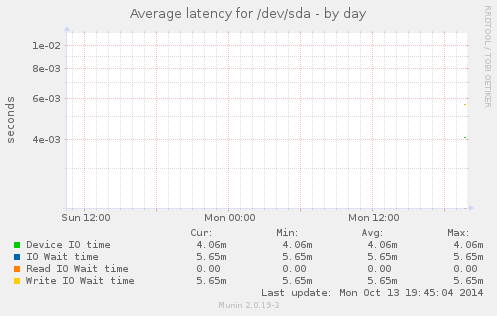 Average latency for /dev/sda - by day
RRDTOOL / TOBI OETIKER
seconds
1e-02
8e-03
6e-03
4e-03
Sun 12:00 Mon 00:00 Mon 12:00
Cur: Min: Avg: Max:
Device IO time 4.06m 4.06m 4.06m 4.06m
IO Wait time 5.65m 5.65m 5.65m 5.65m
Read IO Wait time 0.00 0.00 0.00 0.00
Write IO Wait time 5.65m 5.65m 5.65m 5.65m
Last update: Mon Oct 13 19:45:04 2014
Munin 2.0.19-3